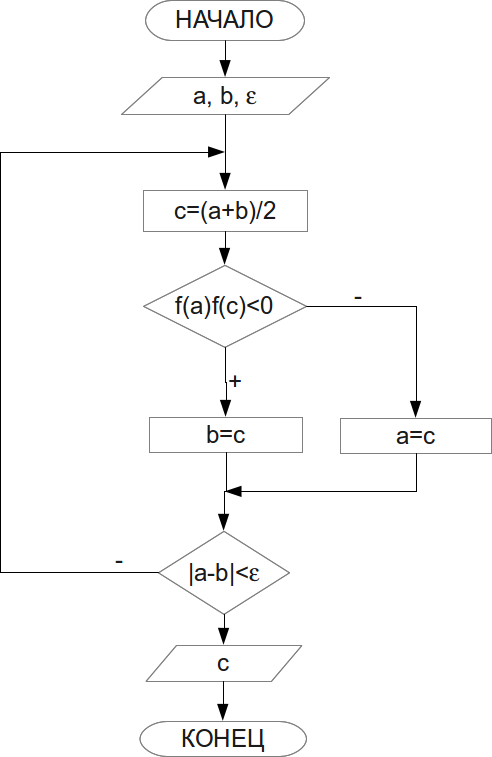 НАЧАЛО
a, b, ε
c=(a+b)/2
f(a)f(c)<0
-
+
b=c
a=c
-
|a-b|<ε
c
КОНЕЦ